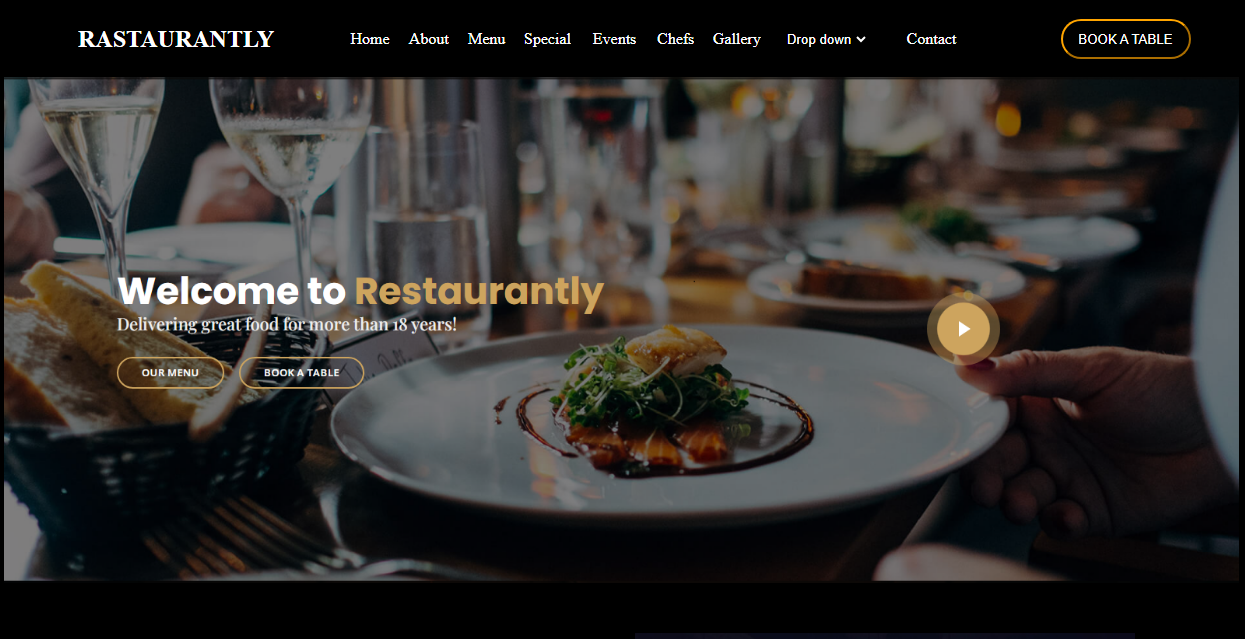 RASTAURANTLY Home About Menu Special Events Chefs Gallery Drop down Contact BOOK A TABLE
Welcome to Restaurantly
Delivering great food for more than 18 years!
OUR MENU BOOK A TABLE